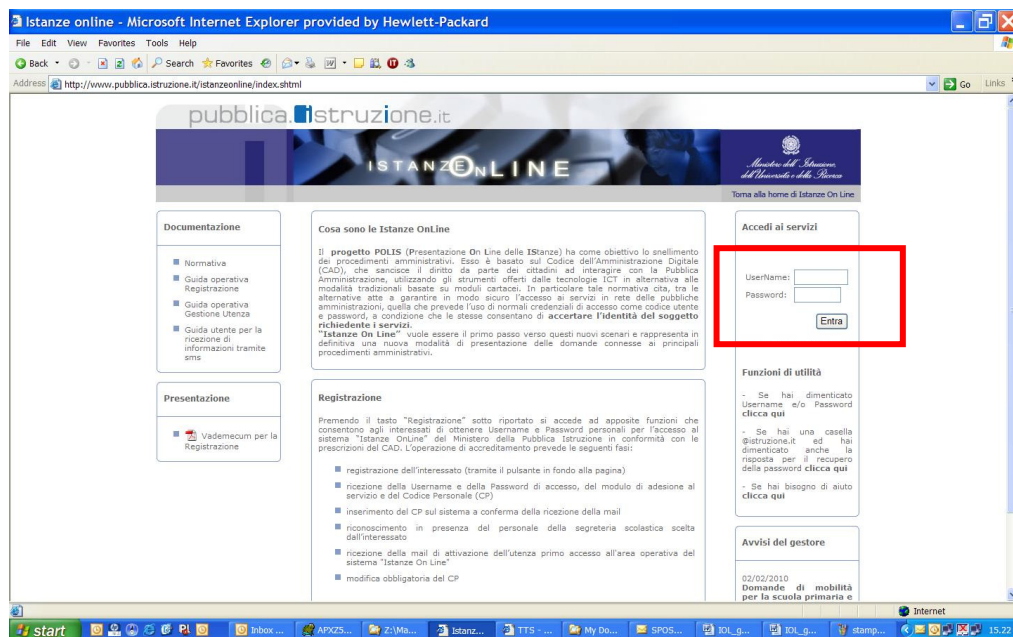 Istanze online - Microsoft Internet Explorer provided by Hewlett-Packard
File Edit View Favorites Tools Help
Back Search Favorites
Address http://www.pubblica.istruzione.it/istanzeonline/index.shtml Go Links
pubblica.istruzione.it
ISTANZE ON LINE
Ministero dell' Istruzione,
dell'Università e della Ricerca
Torna alla home di Istanze On Line
Documentazione
Normativa
Guida operativa
Registrazione
Guida operativa
Gestione Utenza
Guida utente per la
ricezione di
informazioni tramite
sms
Presentazione
Vademecum per la
Registrazione
Cosa sono le Istanze OnLine
Il progetto POLIS (Presentazione On Line delle IStanze) ha come obiettivo lo snellimento
dei procedimenti amministrativi. Esso è basato sul Codice dell'Amministrazione Digitale
(CAD), che sancisce il diritto da parte dei cittadini ad interagire con la Pubblica
Amministrazione, utilizzando gli strumenti offerti dalle tecnologie ICT in alternativa alle
modalità tradizionali basate su moduli cartacei. In particolare tale normativa cita, tra le
alternative atte a garantire in modo sicuro l'accesso ai servizi in rete delle pubbliche
amministrazioni, quella che prevede l'uso di normali credenziali di accesso come codice utente
e password, a condizione che le stesse consentano di accertare l'identità del soggetto
richiedente i servizi.
"Istanze On Line" vuole essere il primo passo verso questi nuovi scenari e rappresenta in
definitiva una nuova modalità di presentazione delle domande connesse ai principali
procedimenti amministrativi.
Registrazione
Premendo il tasto "Registrazione" sotto riportato si accede ad apposite funzioni che
consentono agli interessati di ottenere Username e Password personali per l'accesso al
sistema "Istanze OnLine" del Ministero della Pubblica Istruzione in conformità con le
prescrizioni del CAD. L'operazione di accreditamento prevede le seguenti fasi:
registrazione dell'interessato (tramite il pulsante in fondo alla pagina)
ricezione della Username e della Password di accesso, del modulo di adesione al
servizio e del Codice Personale (CP)
inserimento del CP sul sistema a conferma della ricezione della mail
riconoscimento in presenza del personale della segreteria scolastica scelta
dall'interessato
ricezione della mail di attivazione dell'utenza primo accesso all'area operativa del
sistema "Istanze On Line"
modifica obbligatoria del CP
Accedi ai servizi
UserName:
Password:
Entra
Funzioni di utilità
- Se hai dimenticato
Username e/o Password
clicca qui
- Se hai una casella
@istruzione.it ed hai
dimenticato anche la
risposta per il recupero
della password clicca qui
- Se hai bisogno di aiuto
clicca qui
Avvisi del gestore
02/02/2010
Domande di mobilità
per la scuola primaria e
Internet
start Inbox ... APXZ5... Z:\Ma... Istanz... TTS - ... My Do... SPOS... IOL_g... IOL_g... stamp... 15.22